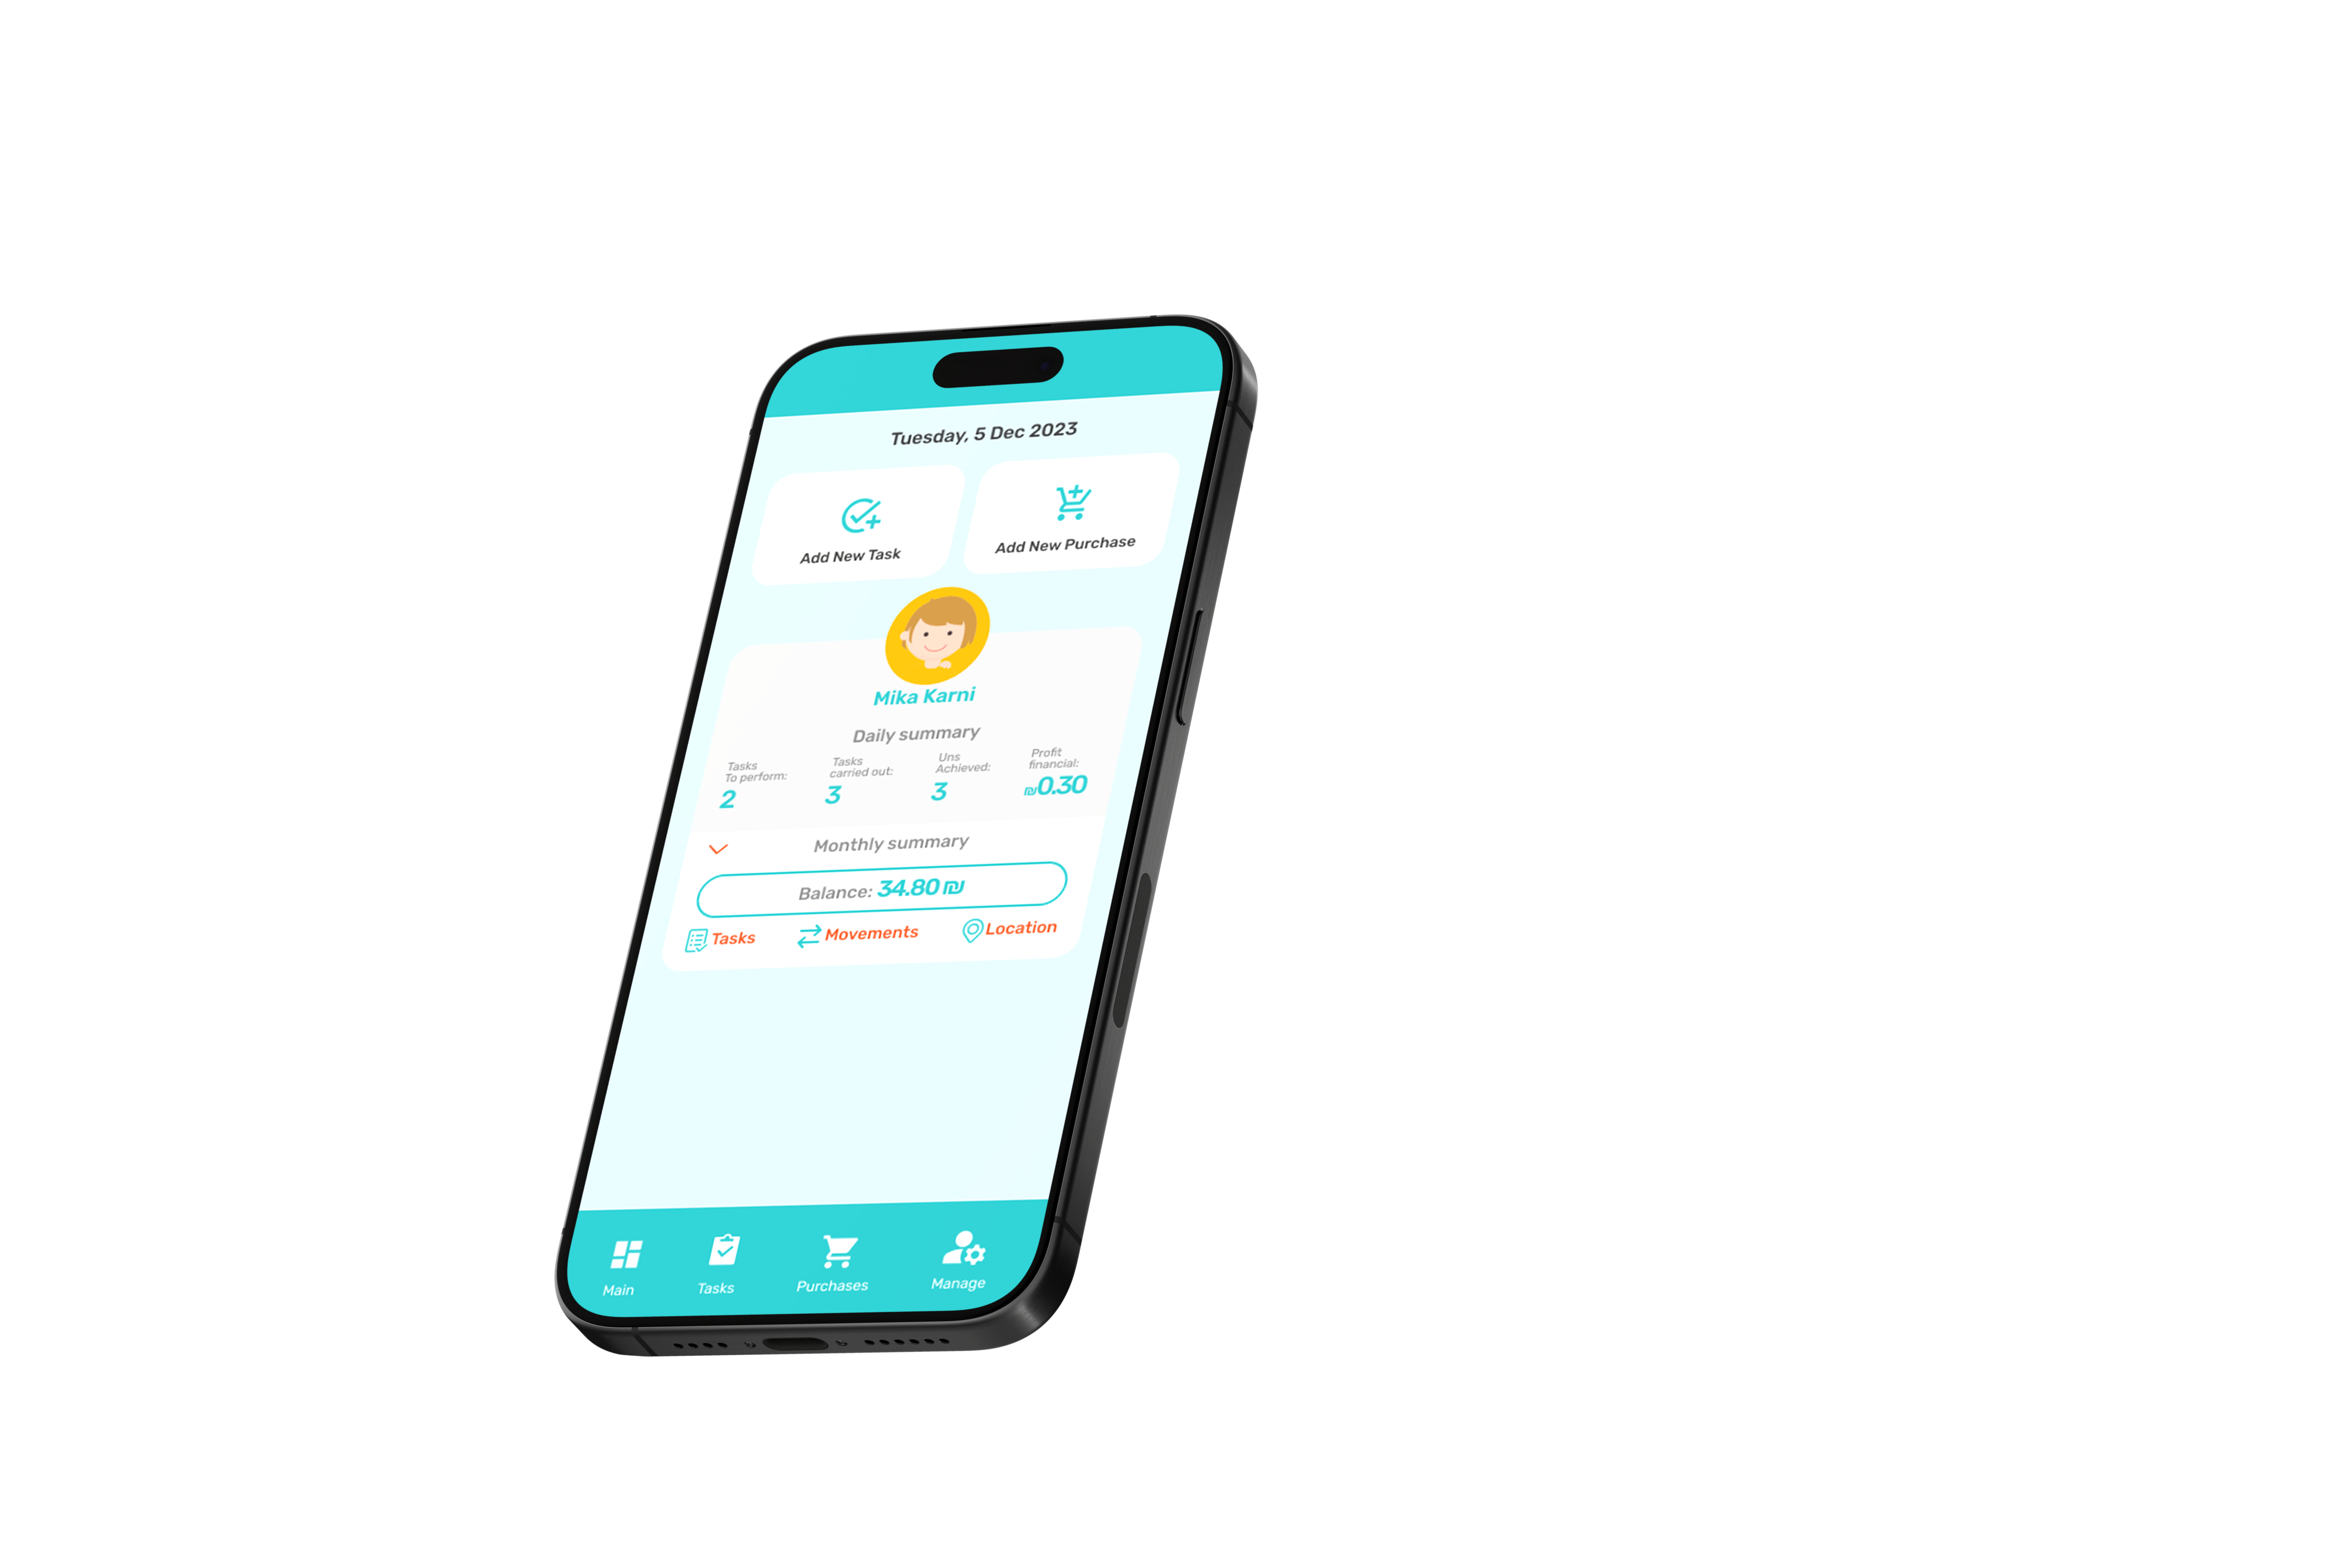 Tuesday, 5 Dec 2023
Add New Task
Add New Purchase
Mika Karni
Daily summary
Tasks
To perform:
2
Tasks
carried out:
3
Uns
Achieved:
3
Profit
financial:
₪0.30
Monthly summary
Balance: 34.80 ₪
Tasks
Movements
Location
Main
Tasks
Purchases
Manage